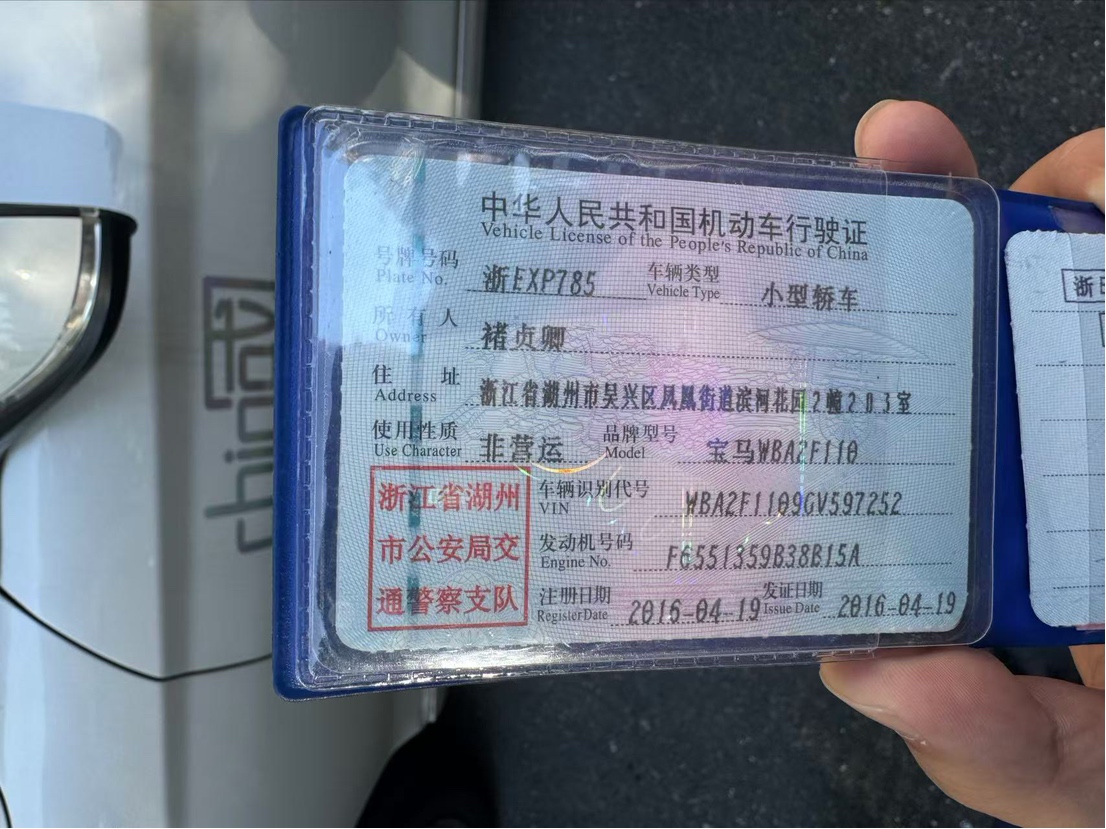 中华人民共和国机动车行驶证
Vehicle License of the People's Republic of China
号牌号码 浙EXP785 车辆类型 小型轿车
Plate No. Vehicle Type
所有人 褚贞卿
Owner
住址 浙江省湖州市吴兴区凤凰街道滨河花园2幢203室
Address
使用性质 非营运 品牌型号 宝马WBA2F110
Use Character Model
浙江省湖州
市公安局交
通警察支队
车辆识别代号 WBA2F1109GV597252
VIN
发动机号码 F6551359B38B15A
Engine No.
注册日期 2016-04-19 发证日期 2016-04-19
Register Date Issue Date
浙E
china